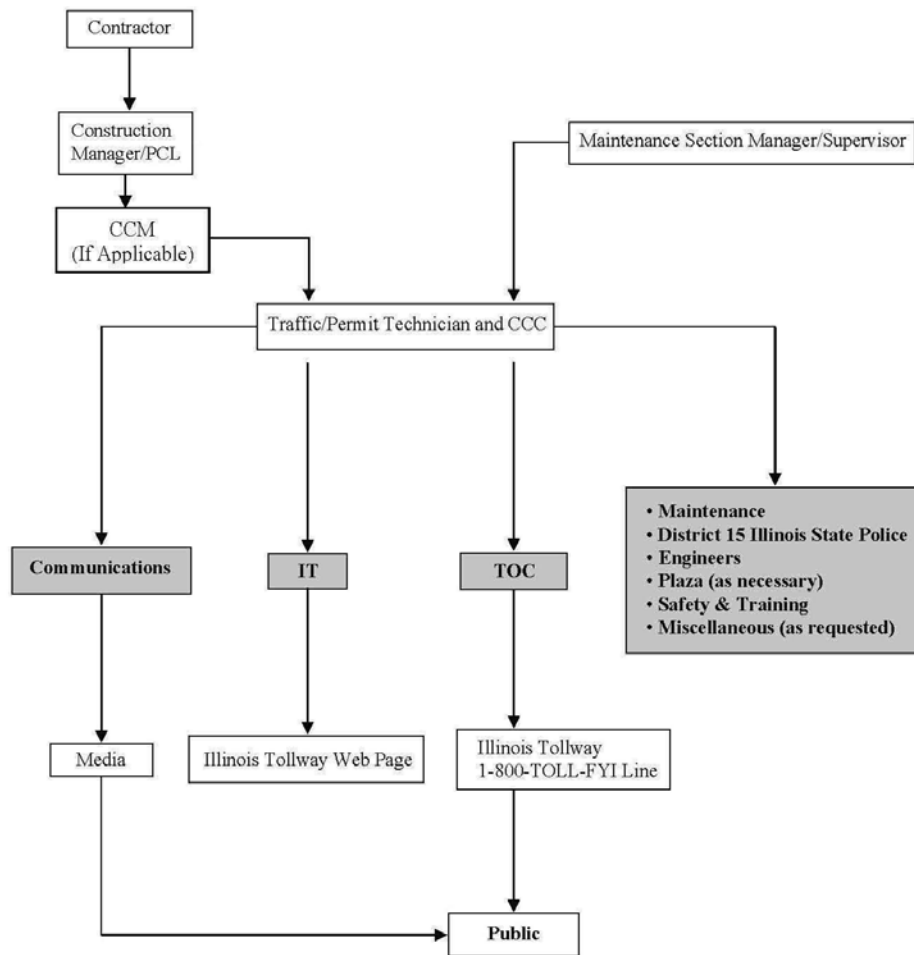 Contractor
Construction
Manager/PCL
Maintenance Section Manager/Supervisor
CCM
(If Applicable)
Traffic/Permit Technician and CCC
• Maintenance
• District 15 Illinois State Police
• Engineers
• Plaza (as necessary)
• Safety & Training
• Miscellaneous (as requested)
Communications
IT
TOC
Media
Illinois Tollway Web Page
Illinois Tollway
1-800-TOLL-FYI Line
Public